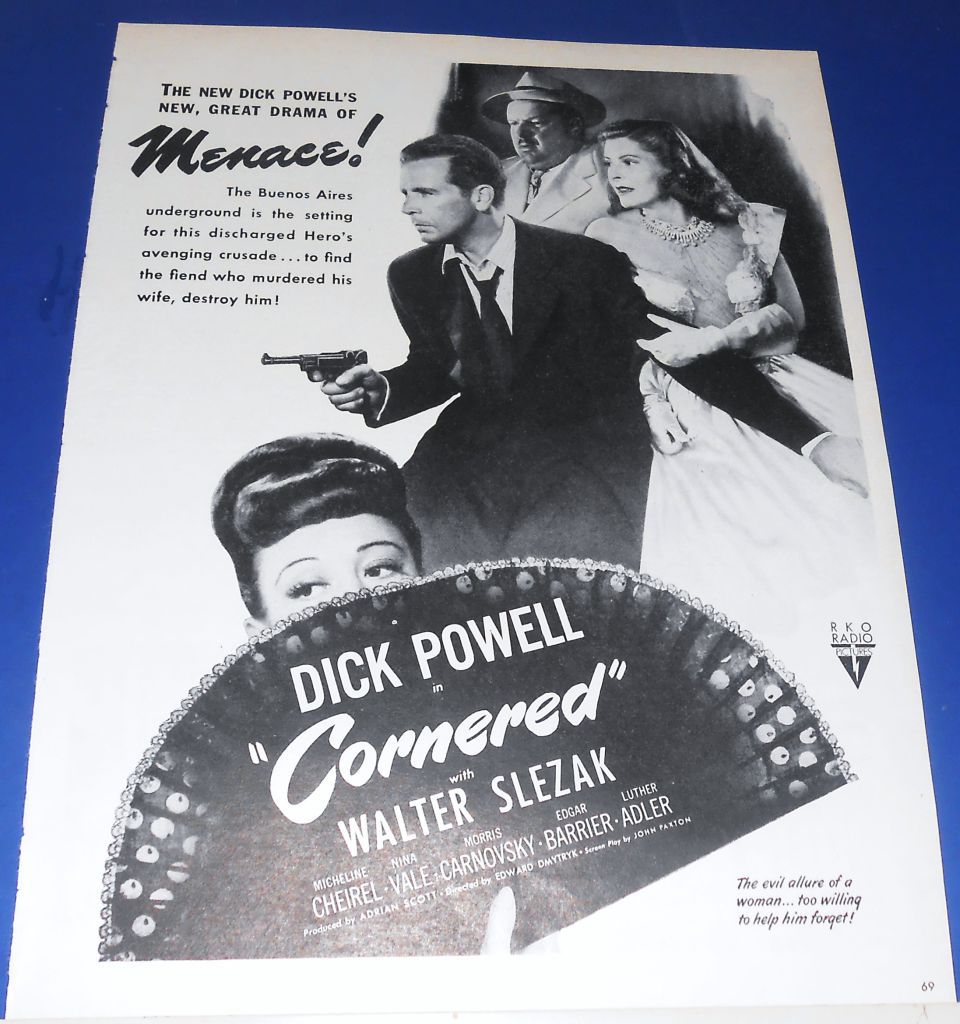 THE NEW DICK POWELL'S
NEW, GREAT DRAMA OF
Menace!
The Buenos Aires
underground is the setting
for this discharged Hero's
avenging crusade...to find
the fiend who murdered his
wife, destroy him!
DICK POWELL
in
"Cornered"
with
WALTER SLEZAK
MICHELINE CHEIREL · NINA VALE · MORRIS CARNOVSKY · EDGAR BARRIER · LUTHER ADLER
Produced by ADRIAN SCOTT · Directed by EDWARD DMYTRYK · Screen Play by JOHN PAXTON
RKO
RADIO
PICTURES
The evil allure of a
woman... too willing
to help him forget!
69